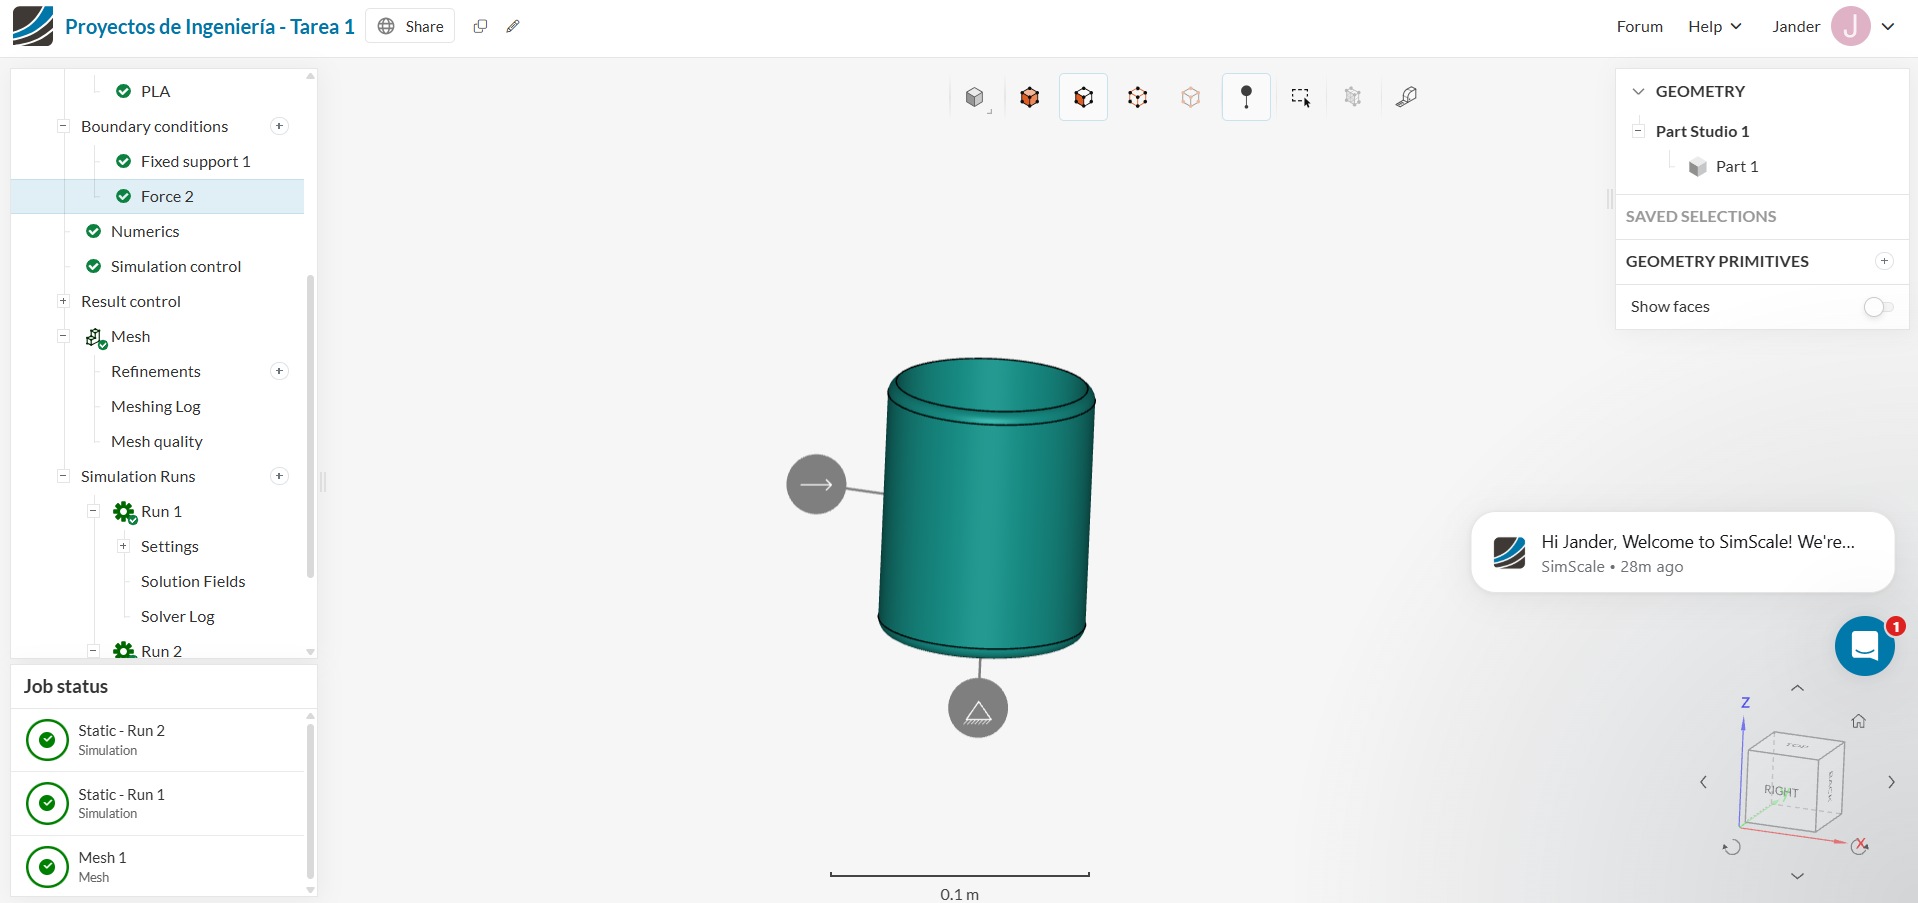 Proyectos de Ingeniería - Tarea 1
Share
Forum
Help
Jander
J
PLA
Boundary conditions
Fixed support 1
Force 2
Numerics
Simulation control
Result control
Mesh
Refinements
Meshing Log
Mesh quality
Simulation Runs
Run 1
Settings
Solution Fields
Solver Log
Run 2
Job status
Static - Run 2
Simulation
Static - Run 1
Simulation
Mesh 1
Mesh
0.1 m
GEOMETRY
Part Studio 1
Part 1
SAVED SELECTIONS
GEOMETRY PRIMITIVES
Show faces
Hi Jander, Welcome to SimScale! We're...
SimScale • 28m ago
1
Z
TOP
RIGHT
BACK
Y
X